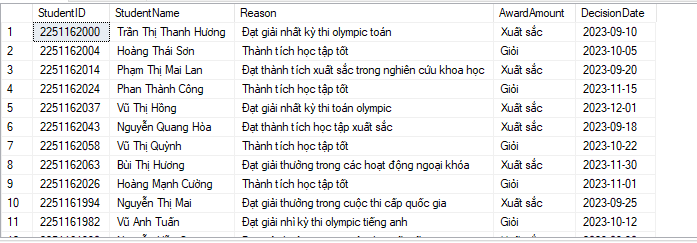 StudentID StudentName Reason AwardAmount DecisionDate
1 2251162000 Trần Thị Thanh Hương Đạt giải nhất kỳ thi olympic toán Xuất sắc 2023-09-10
2 2251162004 Hoàng Thái Sơn Thành tích học tập tốt Giỏi 2023-10-05
3 2251162014 Phạm Thị Mai Lan Đạt thành tích xuất sắc trong nghiên cứu khoa học Xuất sắc 2023-09-20
4 2251162024 Phan Thành Công Thành tích học tập tốt Giỏi 2023-11-15
5 2251162037 Vũ Thị Hồng Đạt giải nhất kỳ thi toán olympic Xuất sắc 2023-12-01
6 2251162043 Nguyễn Quang Hòa Đạt thành tích học tập xuất sắc Xuất sắc 2023-09-18
7 2251162058 Vũ Thị Quỳnh Thành tích học tập tốt Giỏi 2023-10-22
8 2251162063 Bùi Thị Hương Đạt giải thưởng trong các hoạt động ngoại khóa Xuất sắc 2023-11-30
9 2251162026 Hoàng Mạnh Cường Thành tích học tập tốt Giỏi 2023-11-01
10 2251161994 Nguyễn Thị Mai Đạt giải thưởng trong cuộc thi cấp quốc gia Xuất sắc 2023-09-25
11 2251161982 Vũ Anh Tuấn Đạt giải nhì kỳ thi olympic tiếng anh Giỏi 2023-10-12